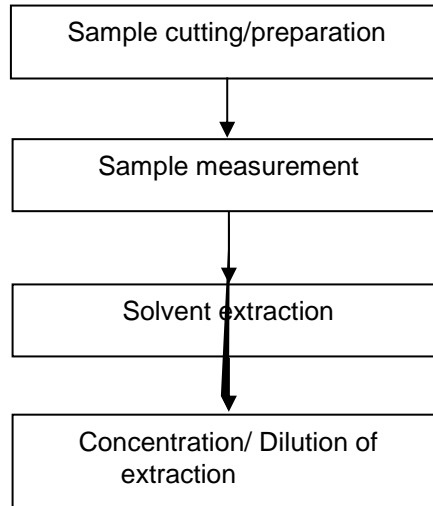 Sample cutting/preparation
Sample measurement
Solvent extraction
Concentration/ Dilution of
extraction